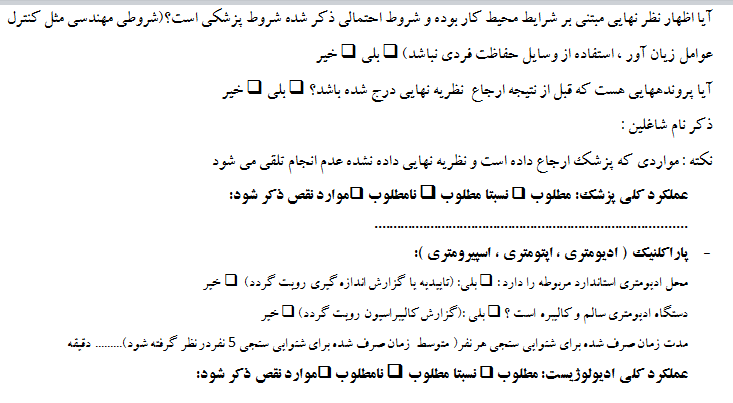 آیا اظهار نظر نهایی مبتنی بر شرایط محیط کار بوده و شروط احتمالی ذکر شده شروط پزشکی است؟(شروطی مهندسی مثل کنترل
عوامل زیان آور ، استفاده از وسایل حفاظت فردی نباشد) ❑ بلی ❑ خیر
آیا پروندههایی هست که قبل از نتیجه ارجاع نظریه نهایی درج شده باشد؟ ❑ بلی ❑ خیر
ذکر نام شاغلین :
نکته : مواردی که پزشک ارجاع داده است و نظریه نهایی داده نشده عدم انجام تلقی می شود
عملکرد کلی پزشک: مطلوب ❑ نسبتا مطلوب ❑ نامطلوب ❑موارد نقص ذکر شود:
....................................................................................
- پاراکلنیک ( ادیومتری ، اپتومتری ، اسپیرومتری ):
محل ادیومتری استاندارد مربوطه را دارد: ❑ بلی: (تاییدیه یا گزارش اندازه گیری رویت گردد) ❑ خیر
دستگاه ادیومتری سالم و کالیبره است ؟ ❑ بلی :(گزارش کالیبراسیون رویت گردد) ❑ خیر
مدت زمان صرف شده برای شنوایی سنجی هر نفر( متوسط زمان صرف شده برای شنوایی سنجی 5 نفردر نظر گرفته شود)......... دقیقه
عملکرد کلی ادیولوژیست: مطلوب ❑ نسبتا مطلوب ❑ نامطلوب ❑موارد نقص ذکر شود: